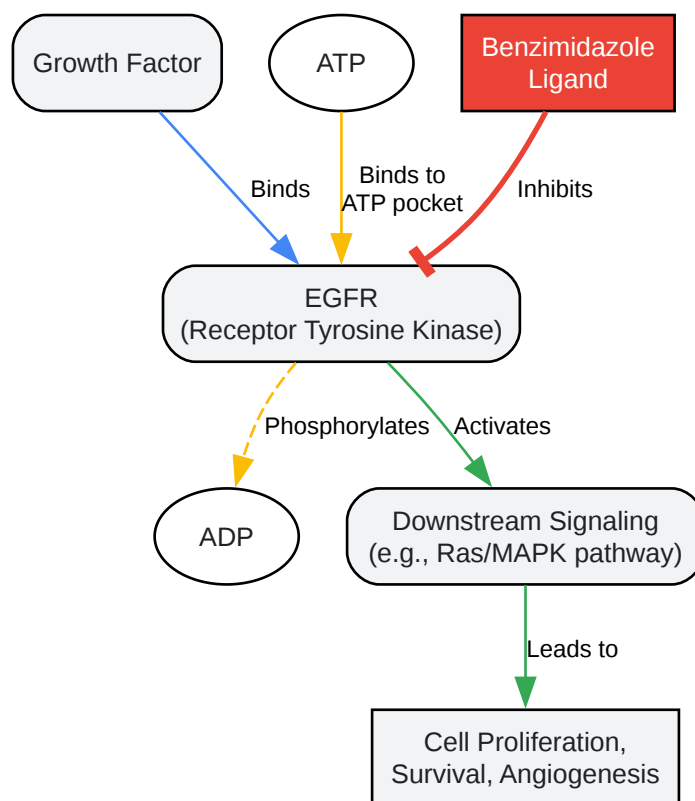 Growth Factor
ATP
Benzimidazole
Ligand
Binds
Binds to
ATP pocket
Inhibits
EGFR
(Receptor Tyrosine Kinase)
Phosphorylates
Activates
ADP
Downstream Signaling
(e.g., Ras/MAPK pathway)
Leads to
Cell Proliferation,
Survival, Angiogenesis